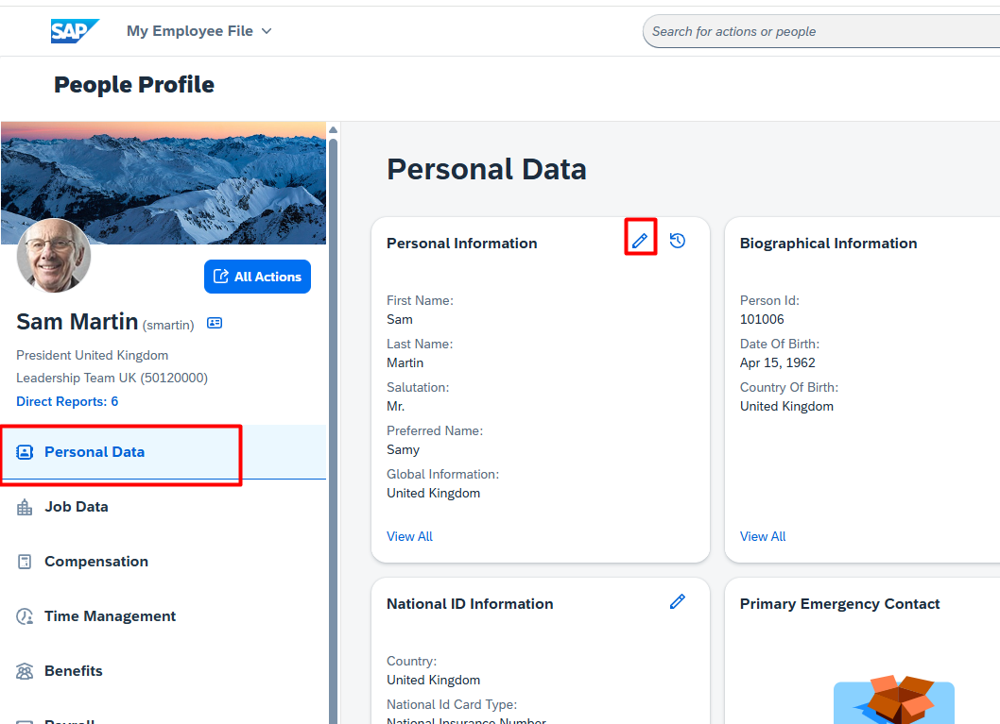 SAP My Employee File
Search for actions or people
People Profile
All Actions
Sam Martin (smartin)
President United Kingdom
Leadership Team UK (50120000)
Direct Reports: 6
Personal Data
Job Data
Compensation
Time Management
Benefits
Payroll
Personal Data
Personal Information
First Name:
Sam
Last Name:
Martin
Salutation:
Mr.
Preferred Name:
Samy
Global Information:
United Kingdom
View All
Biographical Information
Person Id:
101006
Date Of Birth:
Apr 15, 1962
Country Of Birth:
United Kingdom
View All
National ID Information
Country:
United Kingdom
National Id Card Type:
National Insurance Number
Primary Emergency Contact